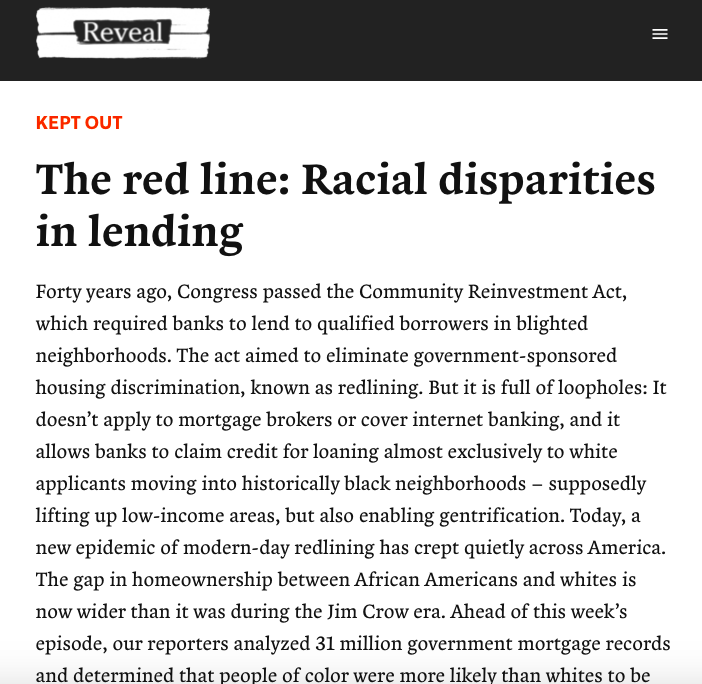 Reveal
KEPT OUT
The red line: Racial disparities
in lending
Forty years ago, Congress passed the Community Reinvestment Act,
which required banks to lend to qualified borrowers in blighted
neighborhoods. The act aimed to eliminate government-sponsored
housing discrimination, known as redlining. But it is full of loopholes: It
doesn’t apply to mortgage brokers or cover internet banking, and it
allows banks to claim credit for loaning almost exclusively to white
applicants moving into historically black neighborhoods – supposedly
lifting up low-income areas, but also enabling gentrification. Today, a
new epidemic of modern-day redlining has crept quietly across America.
The gap in homeownership between African Americans and whites is
now wider than it was during the Jim Crow era. Ahead of this week’s
episode, our reporters analyzed 31 million government mortgage records
and determined that people of color were more likely than whites to be